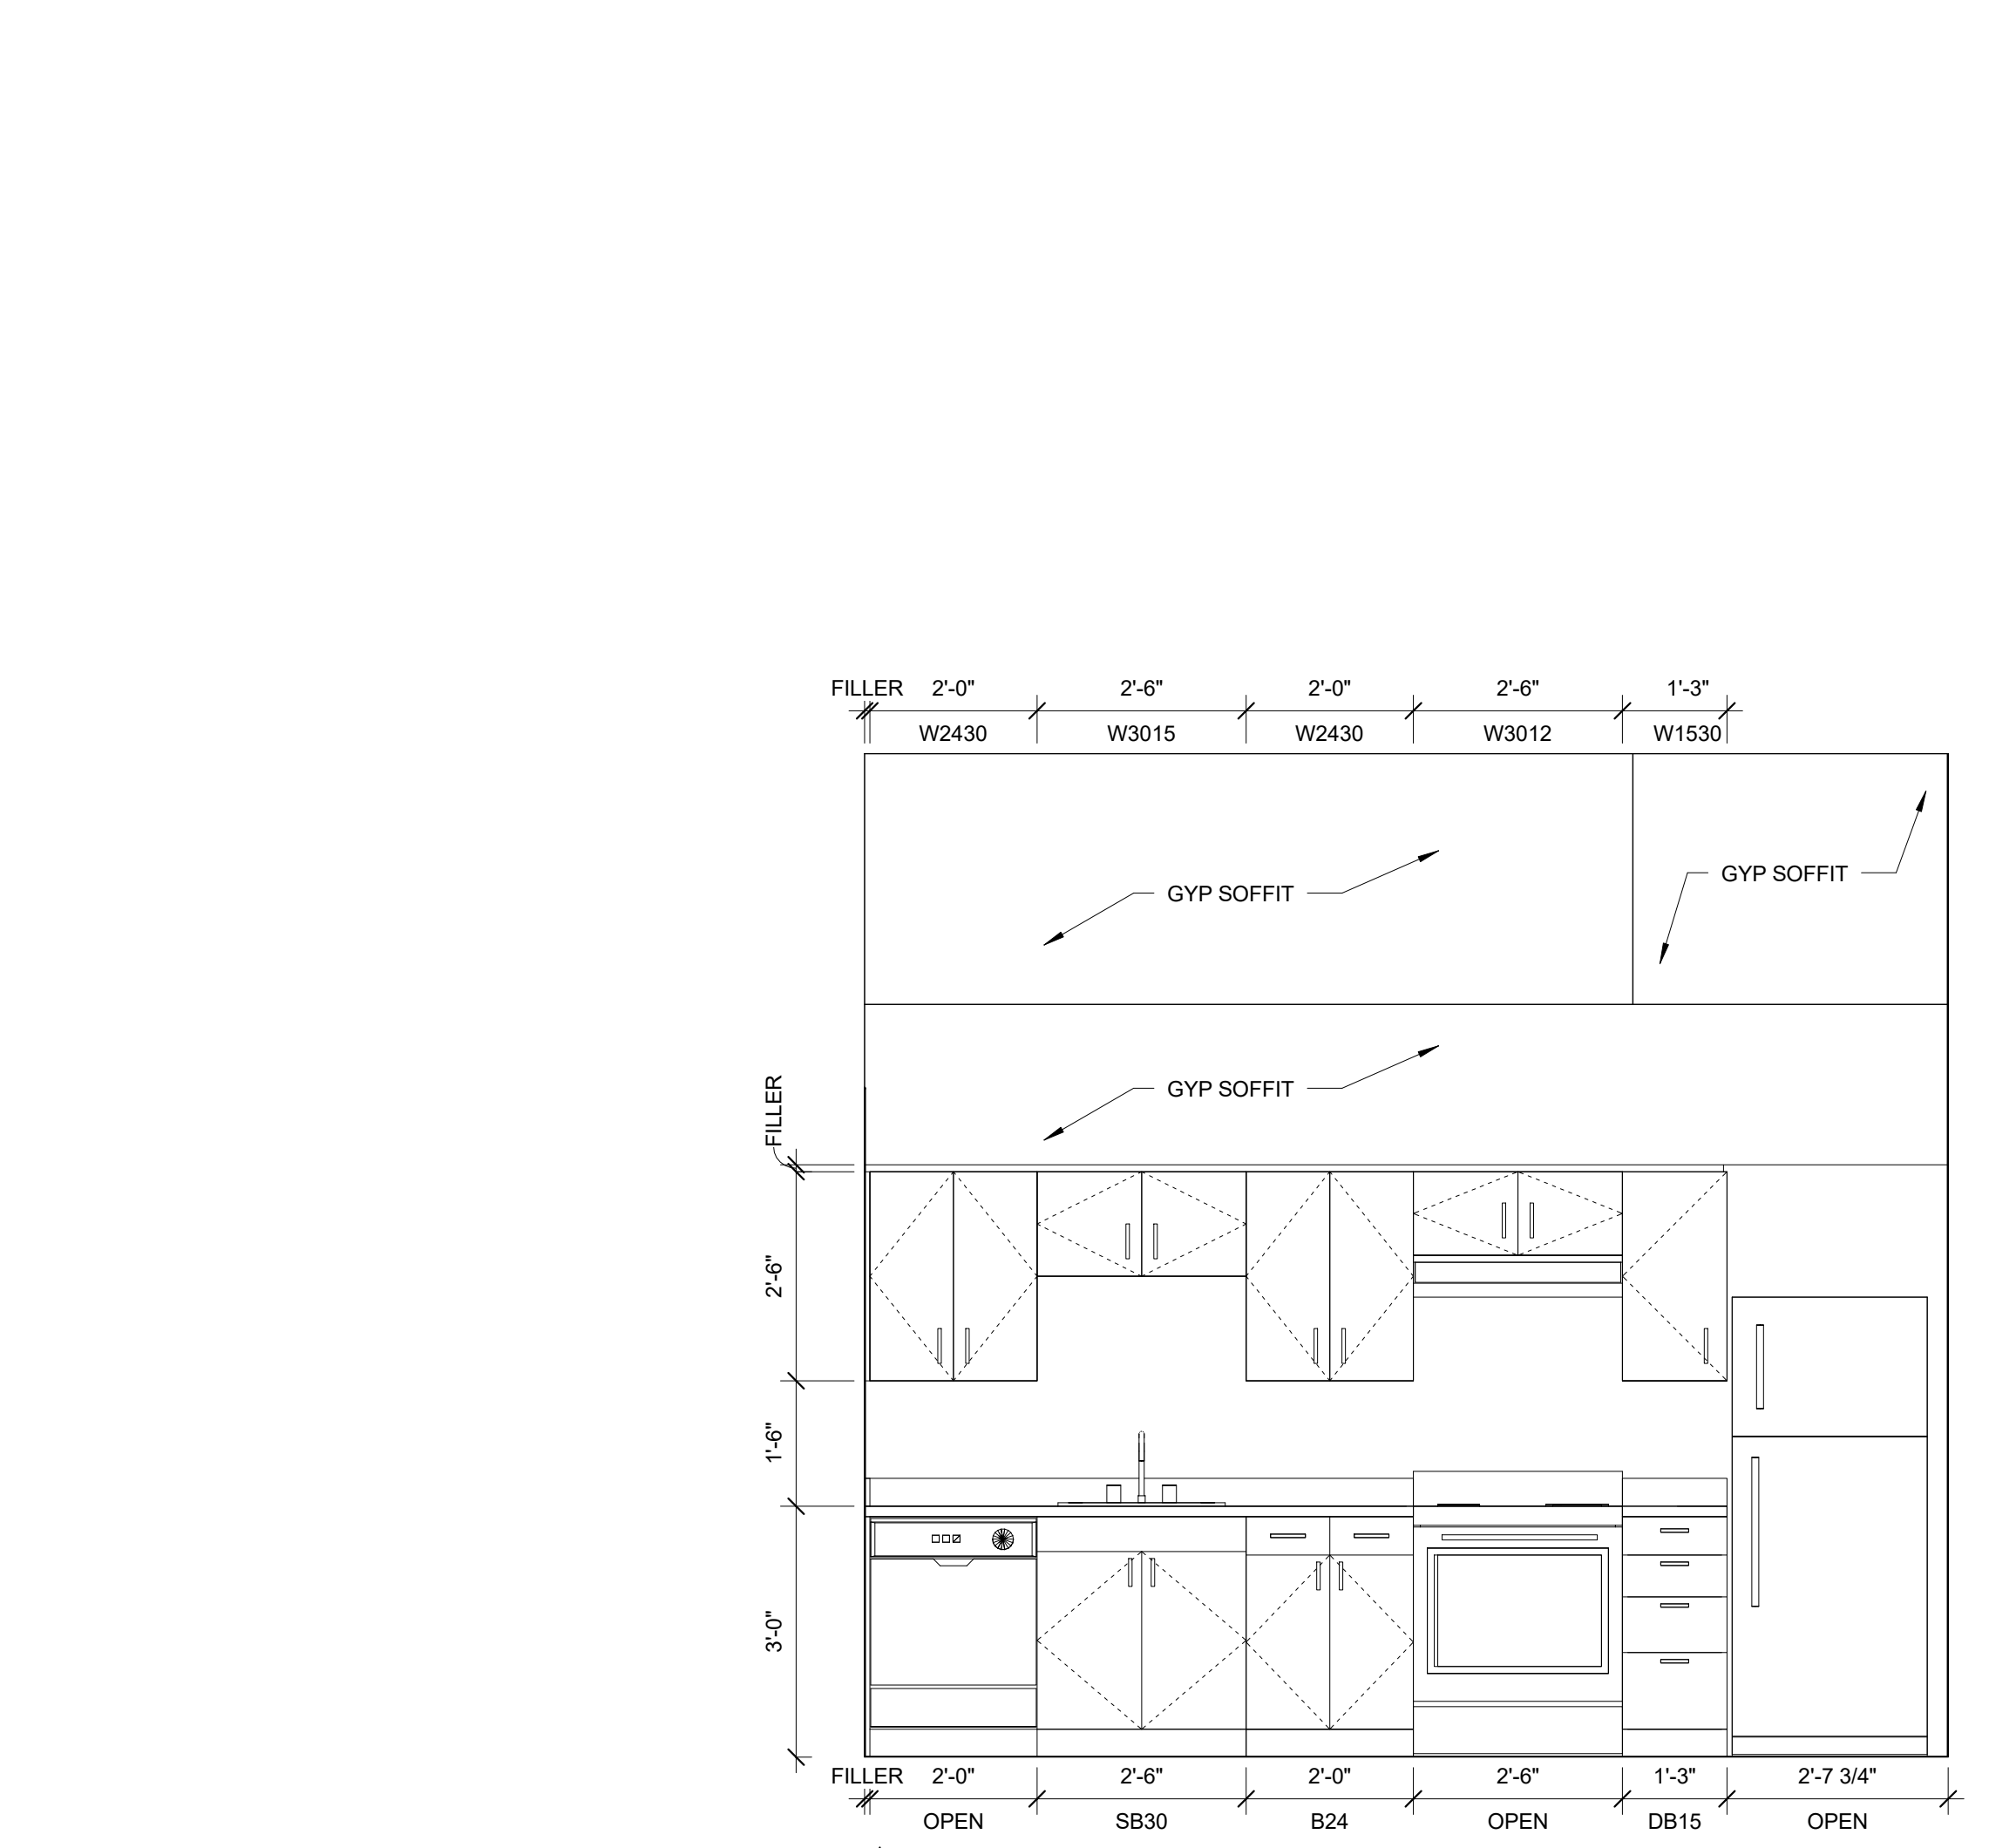 FILLER 2'-0" 2'-6" 2'-0" 2'-6" 1'-3"
W2430 W3015 W2430 W3012 W1530
GYP SOFFIT
GYP SOFFIT
GYP SOFFIT
FILLER
2'-6"
1'-6"
3'-0"
FILLER 2'-0" 2'-6" 2'-0" 2'-6" 1'-3" 2'-7 3/4"
OPEN SB30 B24 OPEN DB15 OPEN